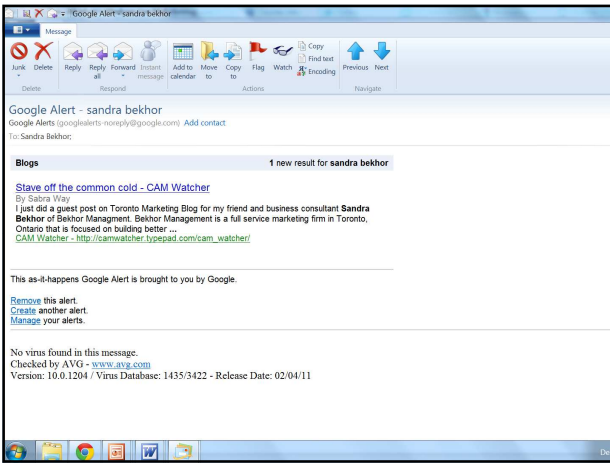 Google Alert - sandra bekhor
Message
Junk Delete Reply Reply all Forward Instant message Add to calendar Move to Copy to Flag Watch Copy Find text Encoding Previous Next
Delete Respond Actions Navigate
Google Alert - sandra bekhor
Google Alerts (googlealerts-noreply@google.com) Add contact
To: Sandra Bekhor;
Blogs 1 new result for sandra bekhor
Stave off the common cold - CAM Watcher
By Sabra Way
I just did a guest post on Toronto Marketing Blog for my friend and business consultant Sandra
Bekhor of Bekhor Managment. Bekhor Management is a full service marketing firm in Toronto,
Ontario that is focused on building better ...
CAM Watcher - http://camwatcher.typepad.com/cam_watcher/
This as-it-happens Google Alert is brought to you by Google.
Remove this alert.
Create another alert.
Manage your alerts.
No virus found in this message.
Checked by AVG - www.avg.com
Version: 10.0.1204 / Virus Database: 1435/3422 - Release Date: 02/04/11